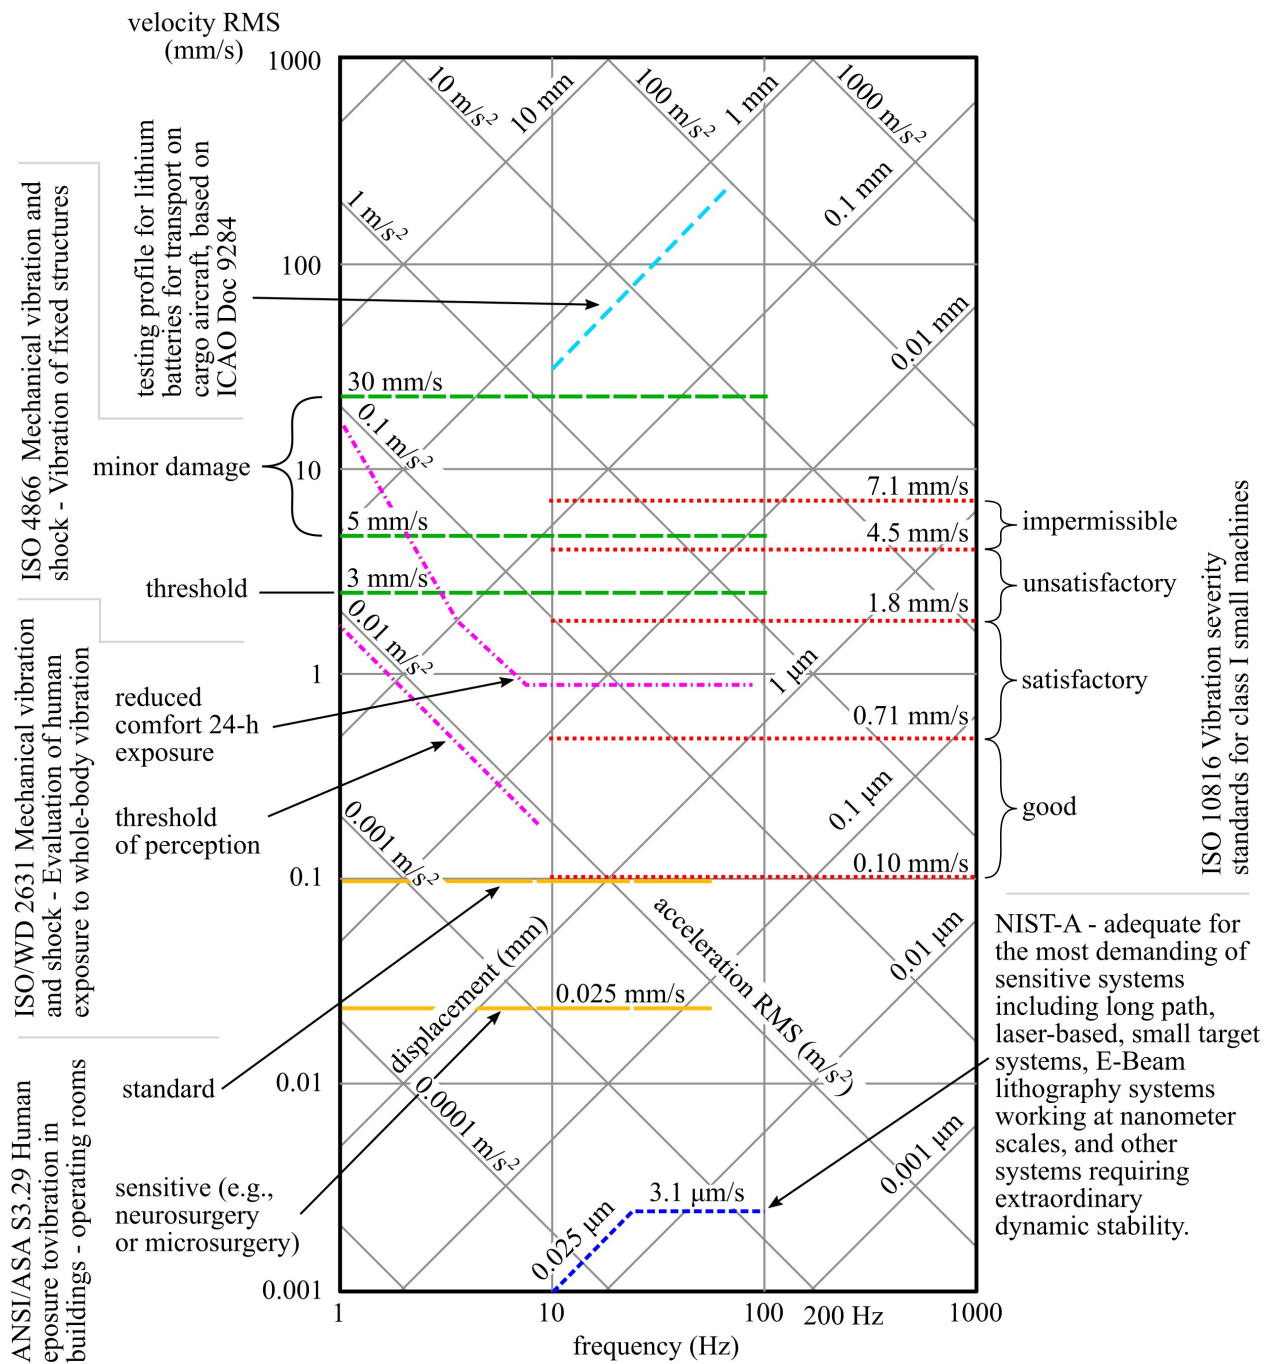 velocity RMS
(mm/s)
1000
100
10
1
0.1
0.01
0.001
1
10
100
200 Hz
1000
frequency (Hz)
10 m/s²
10 mm
100 m/s²
1 mm
1000 m/s²
0.1 mm
1 m/s²
0.01 mm
30 mm/s
0.1 m/s²
7.1 mm/s
5 mm/s
4.5 mm/s
3 mm/s
1.8 mm/s
0.01 m/s²
1 µm
0.71 mm/s
0.1 µm
0.001 m/s²
0.10 mm/s
displacement (mm)
acceleration RMS (m/s²)
0.01 µm
0.025 mm/s
0.0001 m/s²
0.001 µm
3.1 µm/s
0.025 µm
testing profile for lithium
batteries for transport on
cargo aircraft, based on
ICAO Doc 9284
ISO 4866 Mechanical vibration and
shock - Vibration of fixed structures
minor damage
threshold
ISO/WD 2631 Mechanical vibration
and shock - Evaluation of human
exposure to whole-body vibration
reduced
comfort 24-h
exposure
threshold
of perception
ANSI/ASA S3.29 Human
eposure tovibration in
buildings - operating rooms
standard
sensitive (e.g.,
neurosurgery
or microsurgery)
impermissible
unsatisfactory
satisfactory
good
ISO 10816 Vibration severity
standards for class I small machines
NIST-A - adequate for
the most demanding of
sensitive systems
including long path,
laser-based, small target
systems, E-Beam
lithography systems
working at nanometer
scales, and other
systems requiring
extraordinary
dynamic stability.